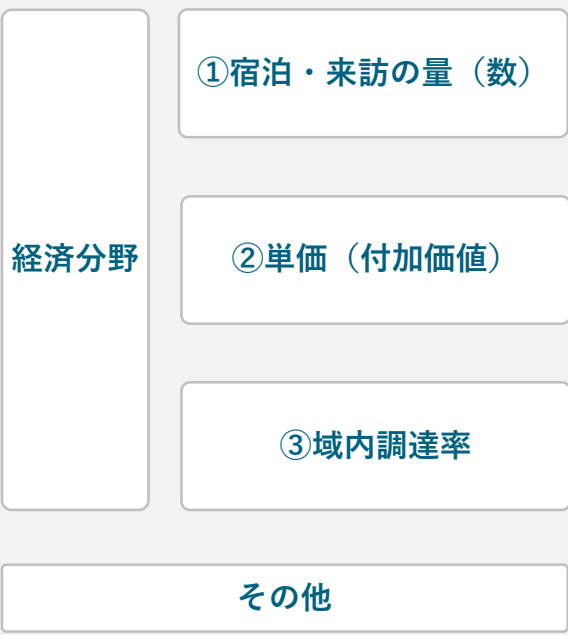 ①宿泊・来訪の量（数）
経済分野
②単価（付加価値）
③域内調達率
その他